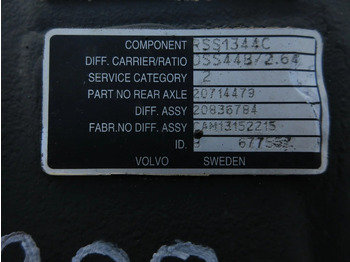 COMPONENT RSS1344C
DIFF. CARRIER/RATIO DSS44B/2.64
SERVICE CATEGORY 2
PART NO REAR AXLE 20714479
DIFF. ASSY 20836784
FABR.NO DIFF. ASSY
ID.
VOLVO SWEDEN